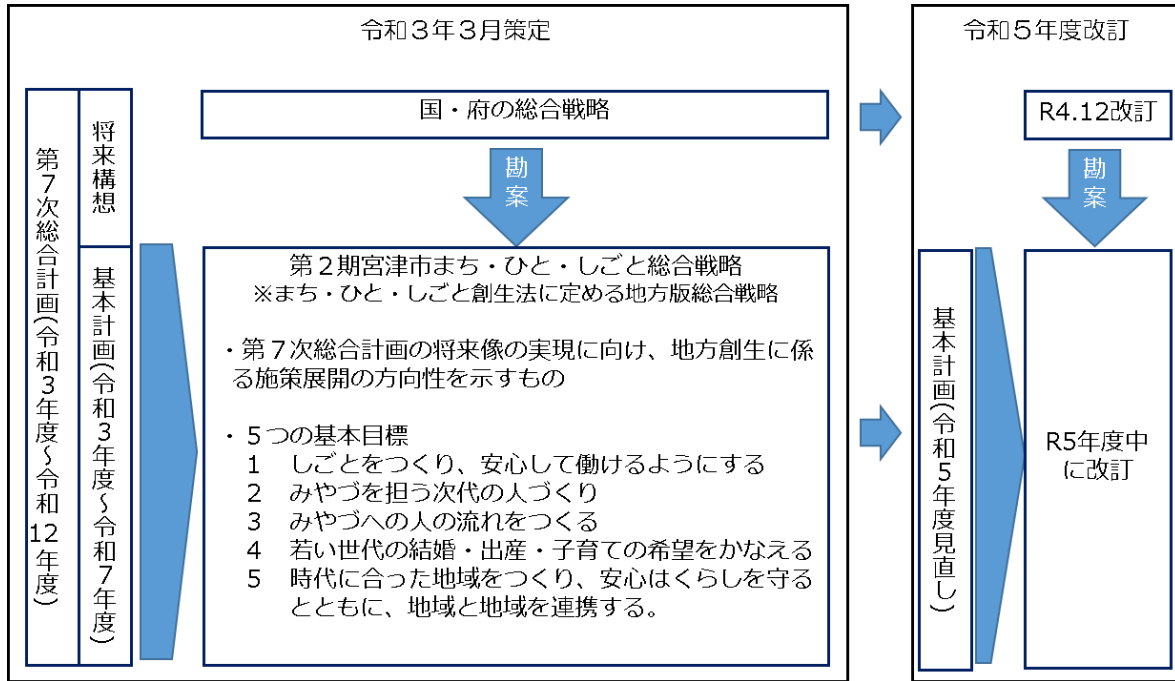 令和３年３月策定
第７次総合計画(令和３年度～令和12年度)
将来構想
基本計画(令和３年度～令和７年度)
国・府の総合戦略
勘案
第２期宮津市まち・ひと・しごと総合戦略
※まち・ひと・しごと創生法に定める地方版総合戦略
・第７次総合計画の将来像の実現に向け、地方創生に係
る施策展開の方向性を示すもの
・５つの基本目標
1　しごとをつくり、安心して働けるようにする
2　みやづを担う次代の人づくり
3　みやづへの人の流れをつくる
4　若い世代の結婚・出産・子育ての希望をかなえる
5　時代に合った地域をつくり、安心はくらしを守る
とともに、地域と地域を連携する。
令和５年度改訂
R4.12改訂
勘案
基本計画(令和５年度見直し)
R5年度中
に改訂